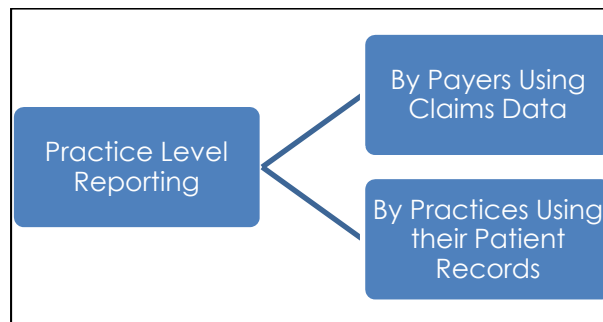 Practice Level
Reporting
By Payers Using
Claims Data
By Practices Using
their Patient
Records